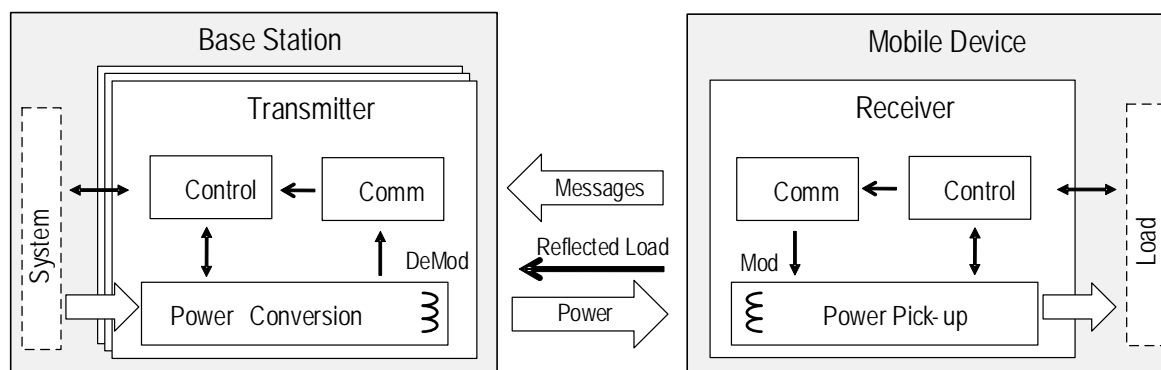 Base Station
Mobile Device
Transmitter
Receiver
System
Control
Comm
Messages
Comm
Control
Load
DeMod
Reflected Load
Mod
Power Conversion
Power
Power Pick-up